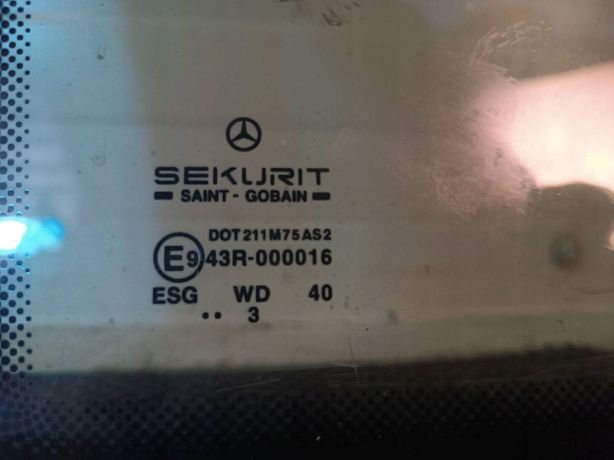 SEKURIT
SAINT-GOBAIN
DOT211M75AS2
E9 43R-000016
ESG WD 40
•• 3